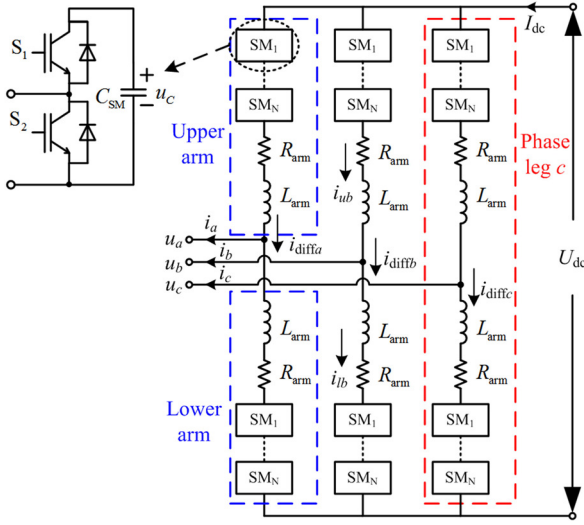 S1
S2
CSM
+
−
uC
SM1
SM1
SM1
Idc
SMN
SMN
SMN
Upper
arm
Rarm
Rarm
Rarm
Phase
leg c
Larm
iub
Larm
Larm
ua
ia
idiffa
ub
ib
idiffb
uc
ic
idiffc
Udc
Larm
Larm
Larm
Rarm
ilb
Rarm
Rarm
Lower
arm
SM1
SM1
SM1
SMN
SMN
SMN